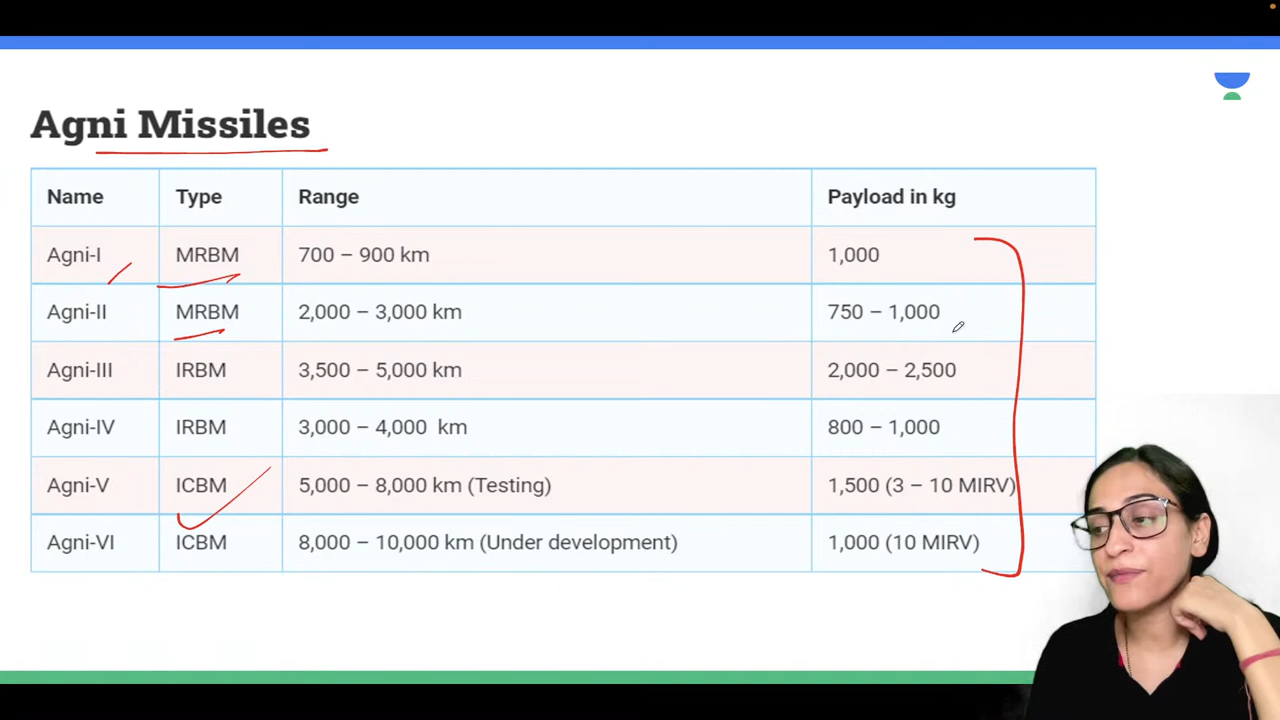 Agni Missiles
Name Type Range Payload in kg
Agni-I MRBM 700 – 900 km 1,000
Agni-II MRBM 2,000 – 3,000 km 750 – 1,000
Agni-III IRBM 3,500 – 5,000 km 2,000 – 2,500
Agni-IV IRBM 3,000 – 4,000 km 800 – 1,000
Agni-V ICBM 5,000 – 8,000 km (Testing) 1,500 (3 – 10 MIRV)
Agni-VI ICBM 8,000 – 10,000 km (Under development) 1,000 (10 MIRV)